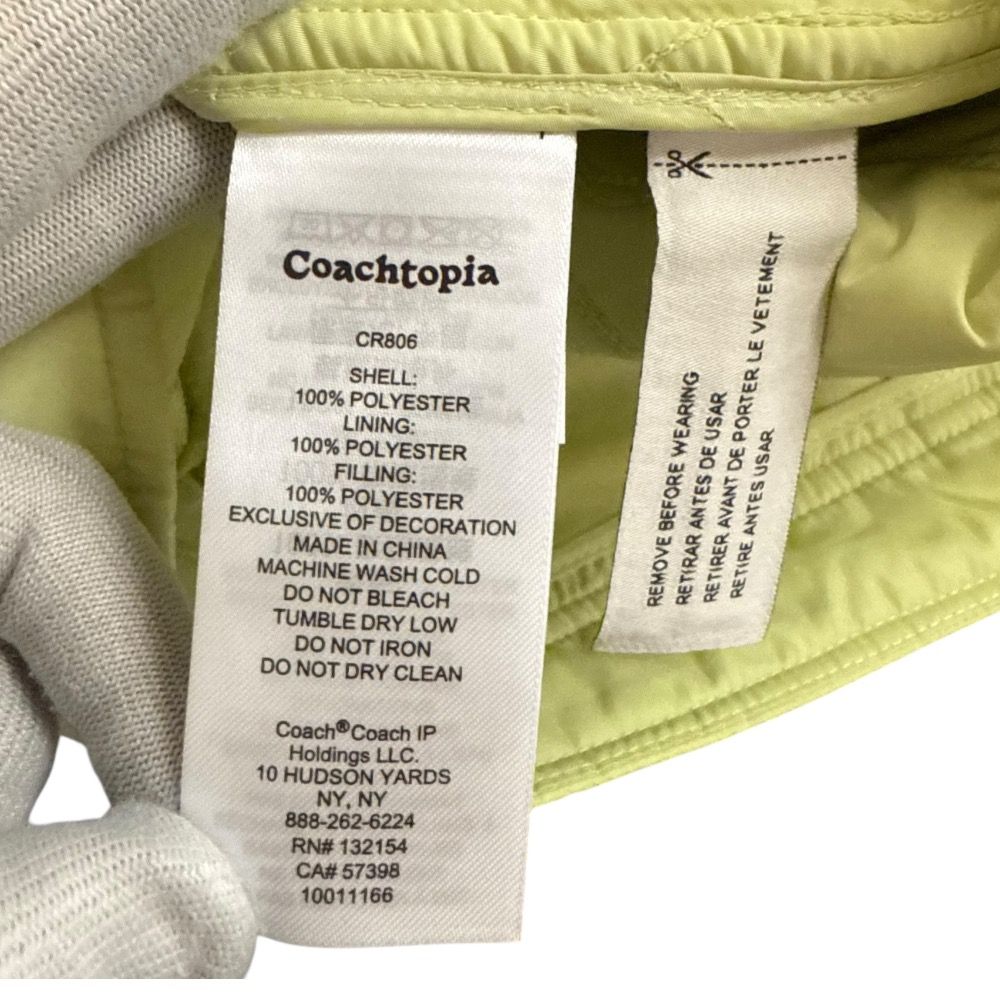 Coachtopia
CR806
SHELL:
100% POLYESTER
LINING:
100% POLYESTER
FILLING:
100% POLYESTER
EXCLUSIVE OF DECORATION
MADE IN CHINA
MACHINE WASH COLD
DO NOT BLEACH
TUMBLE DRY LOW
DO NOT IRON
DO NOT DRY CLEAN
Coach®Coach IP
Holdings LLC.
10 HUDSON YARDS
NY, NY
888-262-6224
RN# 132154
CA# 57398
10011166
REMOVE BEFORE WEARING
RETIRAR ANTES DE USAR
RETIRER AVANT DE PORTER LE VETEMENT
RETIRE ANTES USAR